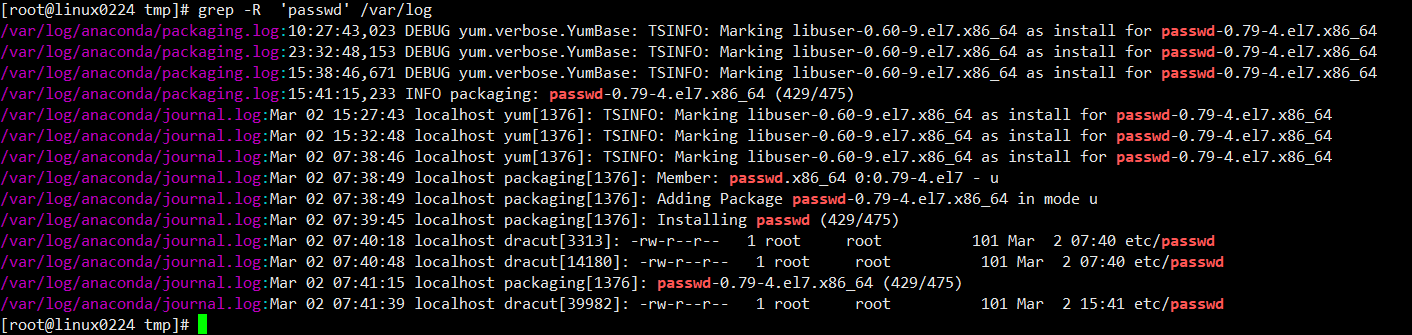 [root@linux0224 tmp]# grep -R  'passwd' /var/log
/var/log/anaconda/packaging.log:10:27:43,023 DEBUG yum.verbose.YumBase: TSINFO: Marking libuser-0.60-9.el7.x86_64 as install for passwd-0.79-4.el7.x86_64
/var/log/anaconda/packaging.log:23:32:48,153 DEBUG yum.verbose.YumBase: TSINFO: Marking libuser-0.60-9.el7.x86_64 as install for passwd-0.79-4.el7.x86_64
/var/log/anaconda/packaging.log:15:38:46,671 DEBUG yum.verbose.YumBase: TSINFO: Marking libuser-0.60-9.el7.x86_64 as install for passwd-0.79-4.el7.x86_64
/var/log/anaconda/packaging.log:15:41:15,233 INFO packaging: passwd-0.79-4.el7.x86_64 (429/475)
/var/log/anaconda/journal.log:Mar 02 15:27:43 localhost yum[1376]: TSINFO: Marking libuser-0.60-9.el7.x86_64 as install for passwd-0.79-4.el7.x86_64
/var/log/anaconda/journal.log:Mar 02 15:32:48 localhost yum[1376]: TSINFO: Marking libuser-0.60-9.el7.x86_64 as install for passwd-0.79-4.el7.x86_64
/var/log/anaconda/journal.log:Mar 02 07:38:46 localhost yum[1376]: TSINFO: Marking libuser-0.60-9.el7.x86_64 as install for passwd-0.79-4.el7.x86_64
/var/log/anaconda/journal.log:Mar 02 07:38:49 localhost packaging[1376]: Member: passwd.x86_64 0:0.79-4.el7 - u
/var/log/anaconda/journal.log:Mar 02 07:38:49 localhost packaging[1376]: Adding Package passwd-0.79-4.el7.x86_64 in mode u
/var/log/anaconda/journal.log:Mar 02 07:39:45 localhost packaging[1376]: Installing passwd (429/475)
/var/log/anaconda/journal.log:Mar 02 07:40:18 localhost dracut[3313]: -rw-r--r--   1 root     root          101 Mar  2 07:40 etc/passwd
/var/log/anaconda/journal.log:Mar 02 07:40:48 localhost dracut[14180]: -rw-r--r--   1 root     root          101 Mar  2 07:40 etc/passwd
/var/log/anaconda/journal.log:Mar 02 07:41:15 localhost packaging[1376]: passwd-0.79-4.el7.x86_64 (429/475)
/var/log/anaconda/journal.log:Mar 02 07:41:39 localhost dracut[39982]: -rw-r--r--   1 root     root          101 Mar  2 15:41 etc/passwd
[root@linux0224 tmp]#